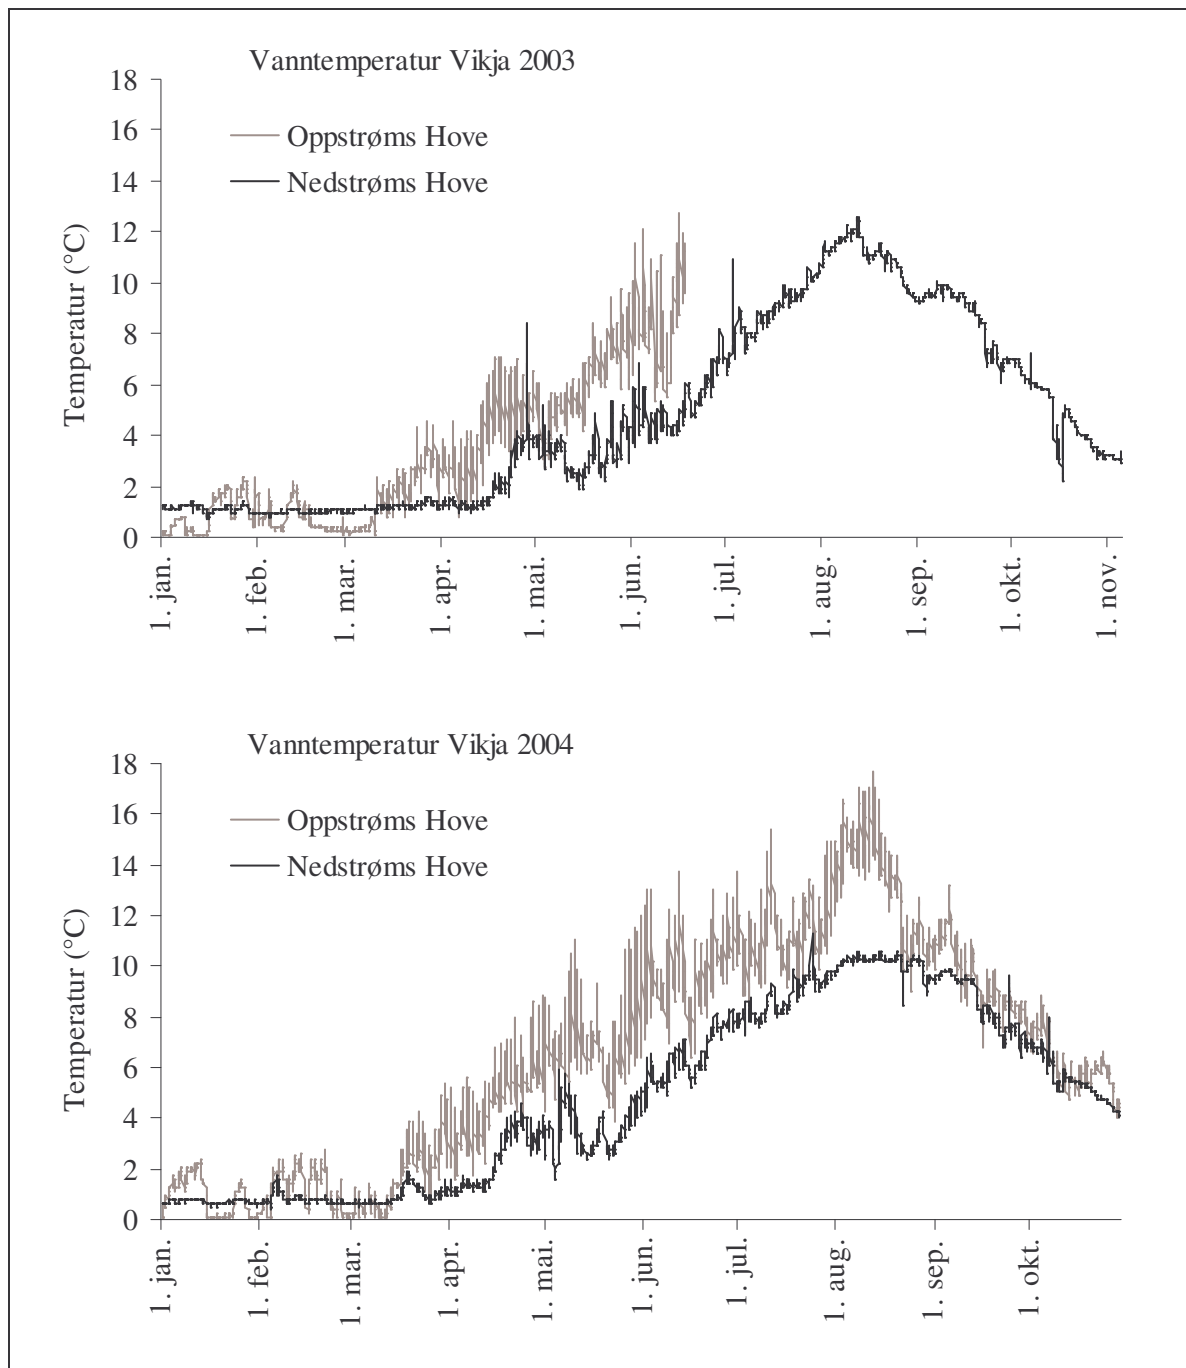 Vanntemperatur Vikja 2003
Oppstrøms Hove
Nedstrøms Hove
Temperatur (°C)
18
16
14
12
10
8
6
4
2
0
1. jan.
1. feb.
1. mar.
1. apr.
1. mai.
1. jun.
1. jul.
1. aug.
1. sep.
1. okt.
1. nov.
Vanntemperatur Vikja 2004
Oppstrøms Hove
Nedstrøms Hove
Temperatur (°C)
18
16
14
12
10
8
6
4
2
0
1. jan.
1. feb.
1. mar.
1. apr.
1. mai.
1. jun.
1. jul.
1. aug.
1. sep.
1. okt.